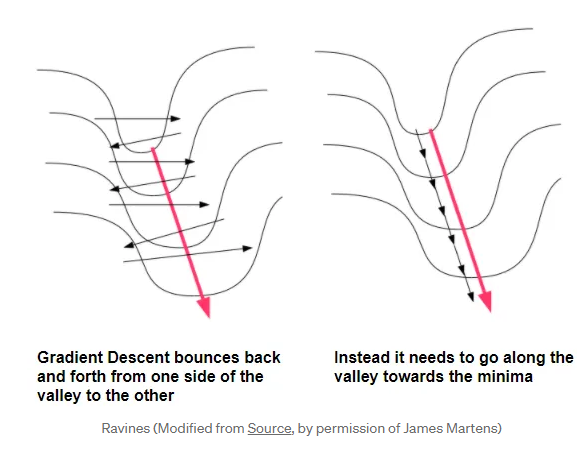 Gradient Descent bounces back
and forth from one side of the
valley to the other
Instead it needs to go along the
valley towards the minima
Ravines (Modified from Source, by permission of James Martens)